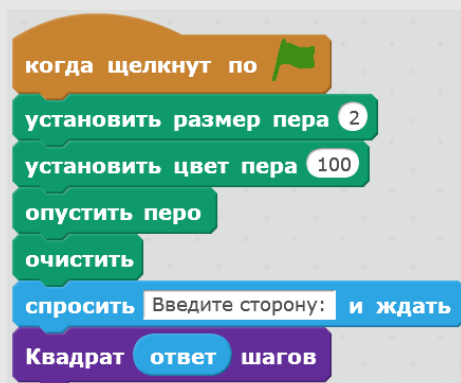 когда щелкнут по
установить размер пера 2
установить цвет пера 100
опустить перо
очистить
спросить Введите сторону: и ждать
Квадрат ответ шагов